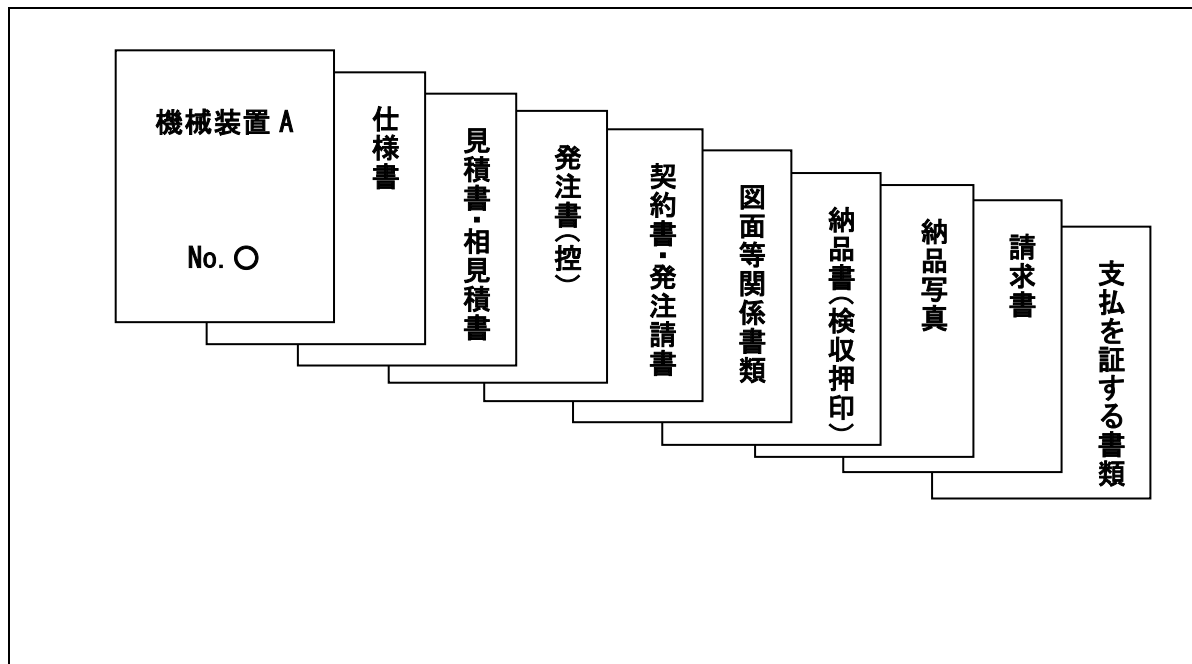 機械装置 A
No. ○
仕様書
見積書・相見積書
発注書(控)
契約書・発注請書
図面等関係書類
納品書(検収押印)
納品写真
請求書
支払を証する書類